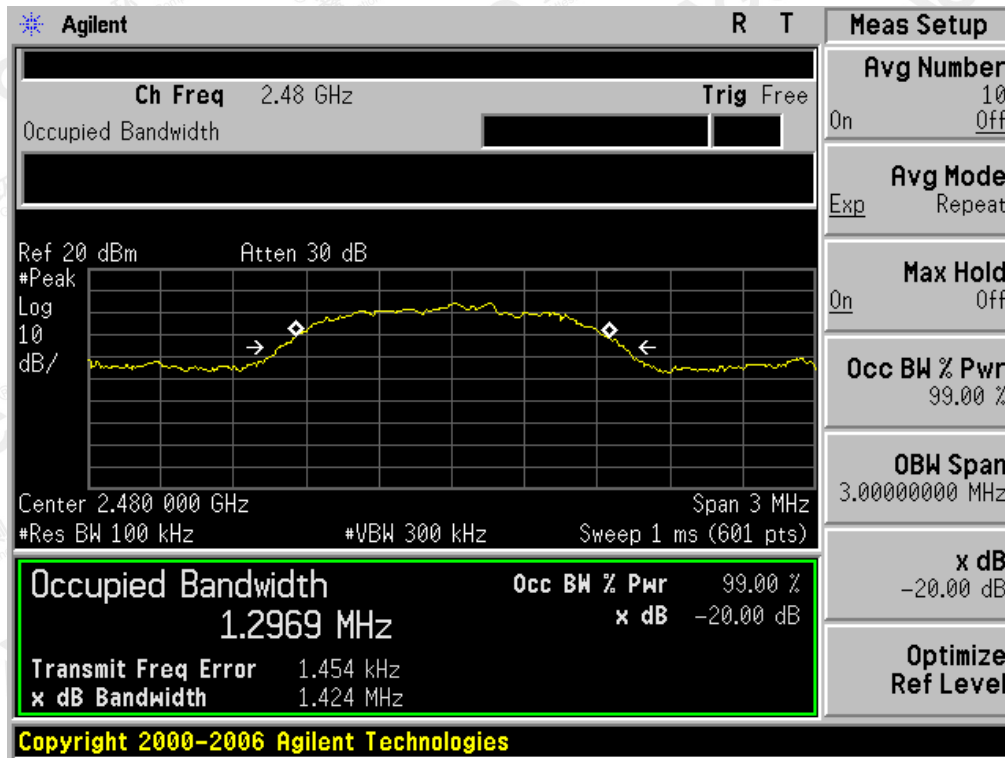 Agilent R T
Ch Freq 2.48 GHz Trig Free
Occupied Bandwidth
Ref 20 dBm Atten 30 dB
#Peak
Log
10
dB/
Center 2.480 000 GHz Span 3 MHz
#Res BW 100 kHz #VBW 300 kHz Sweep 1 ms (601 pts)
Occupied Bandwidth
1.2969 MHz
Occ BW % Pwr 99.00 %
x dB -20.00 dB
Transmit Freq Error 1.454 kHz
x dB Bandwidth 1.424 MHz
Copyright 2000-2006 Agilent Technologies
Meas Setup
Avg Number
10
On Off
Avg Mode
Exp Repeat
Max Hold
On Off
Occ BW % Pwr
99.00 %
OBW Span
3.00000000 MHz
x dB
-20.00 dB
Optimize
Ref Level